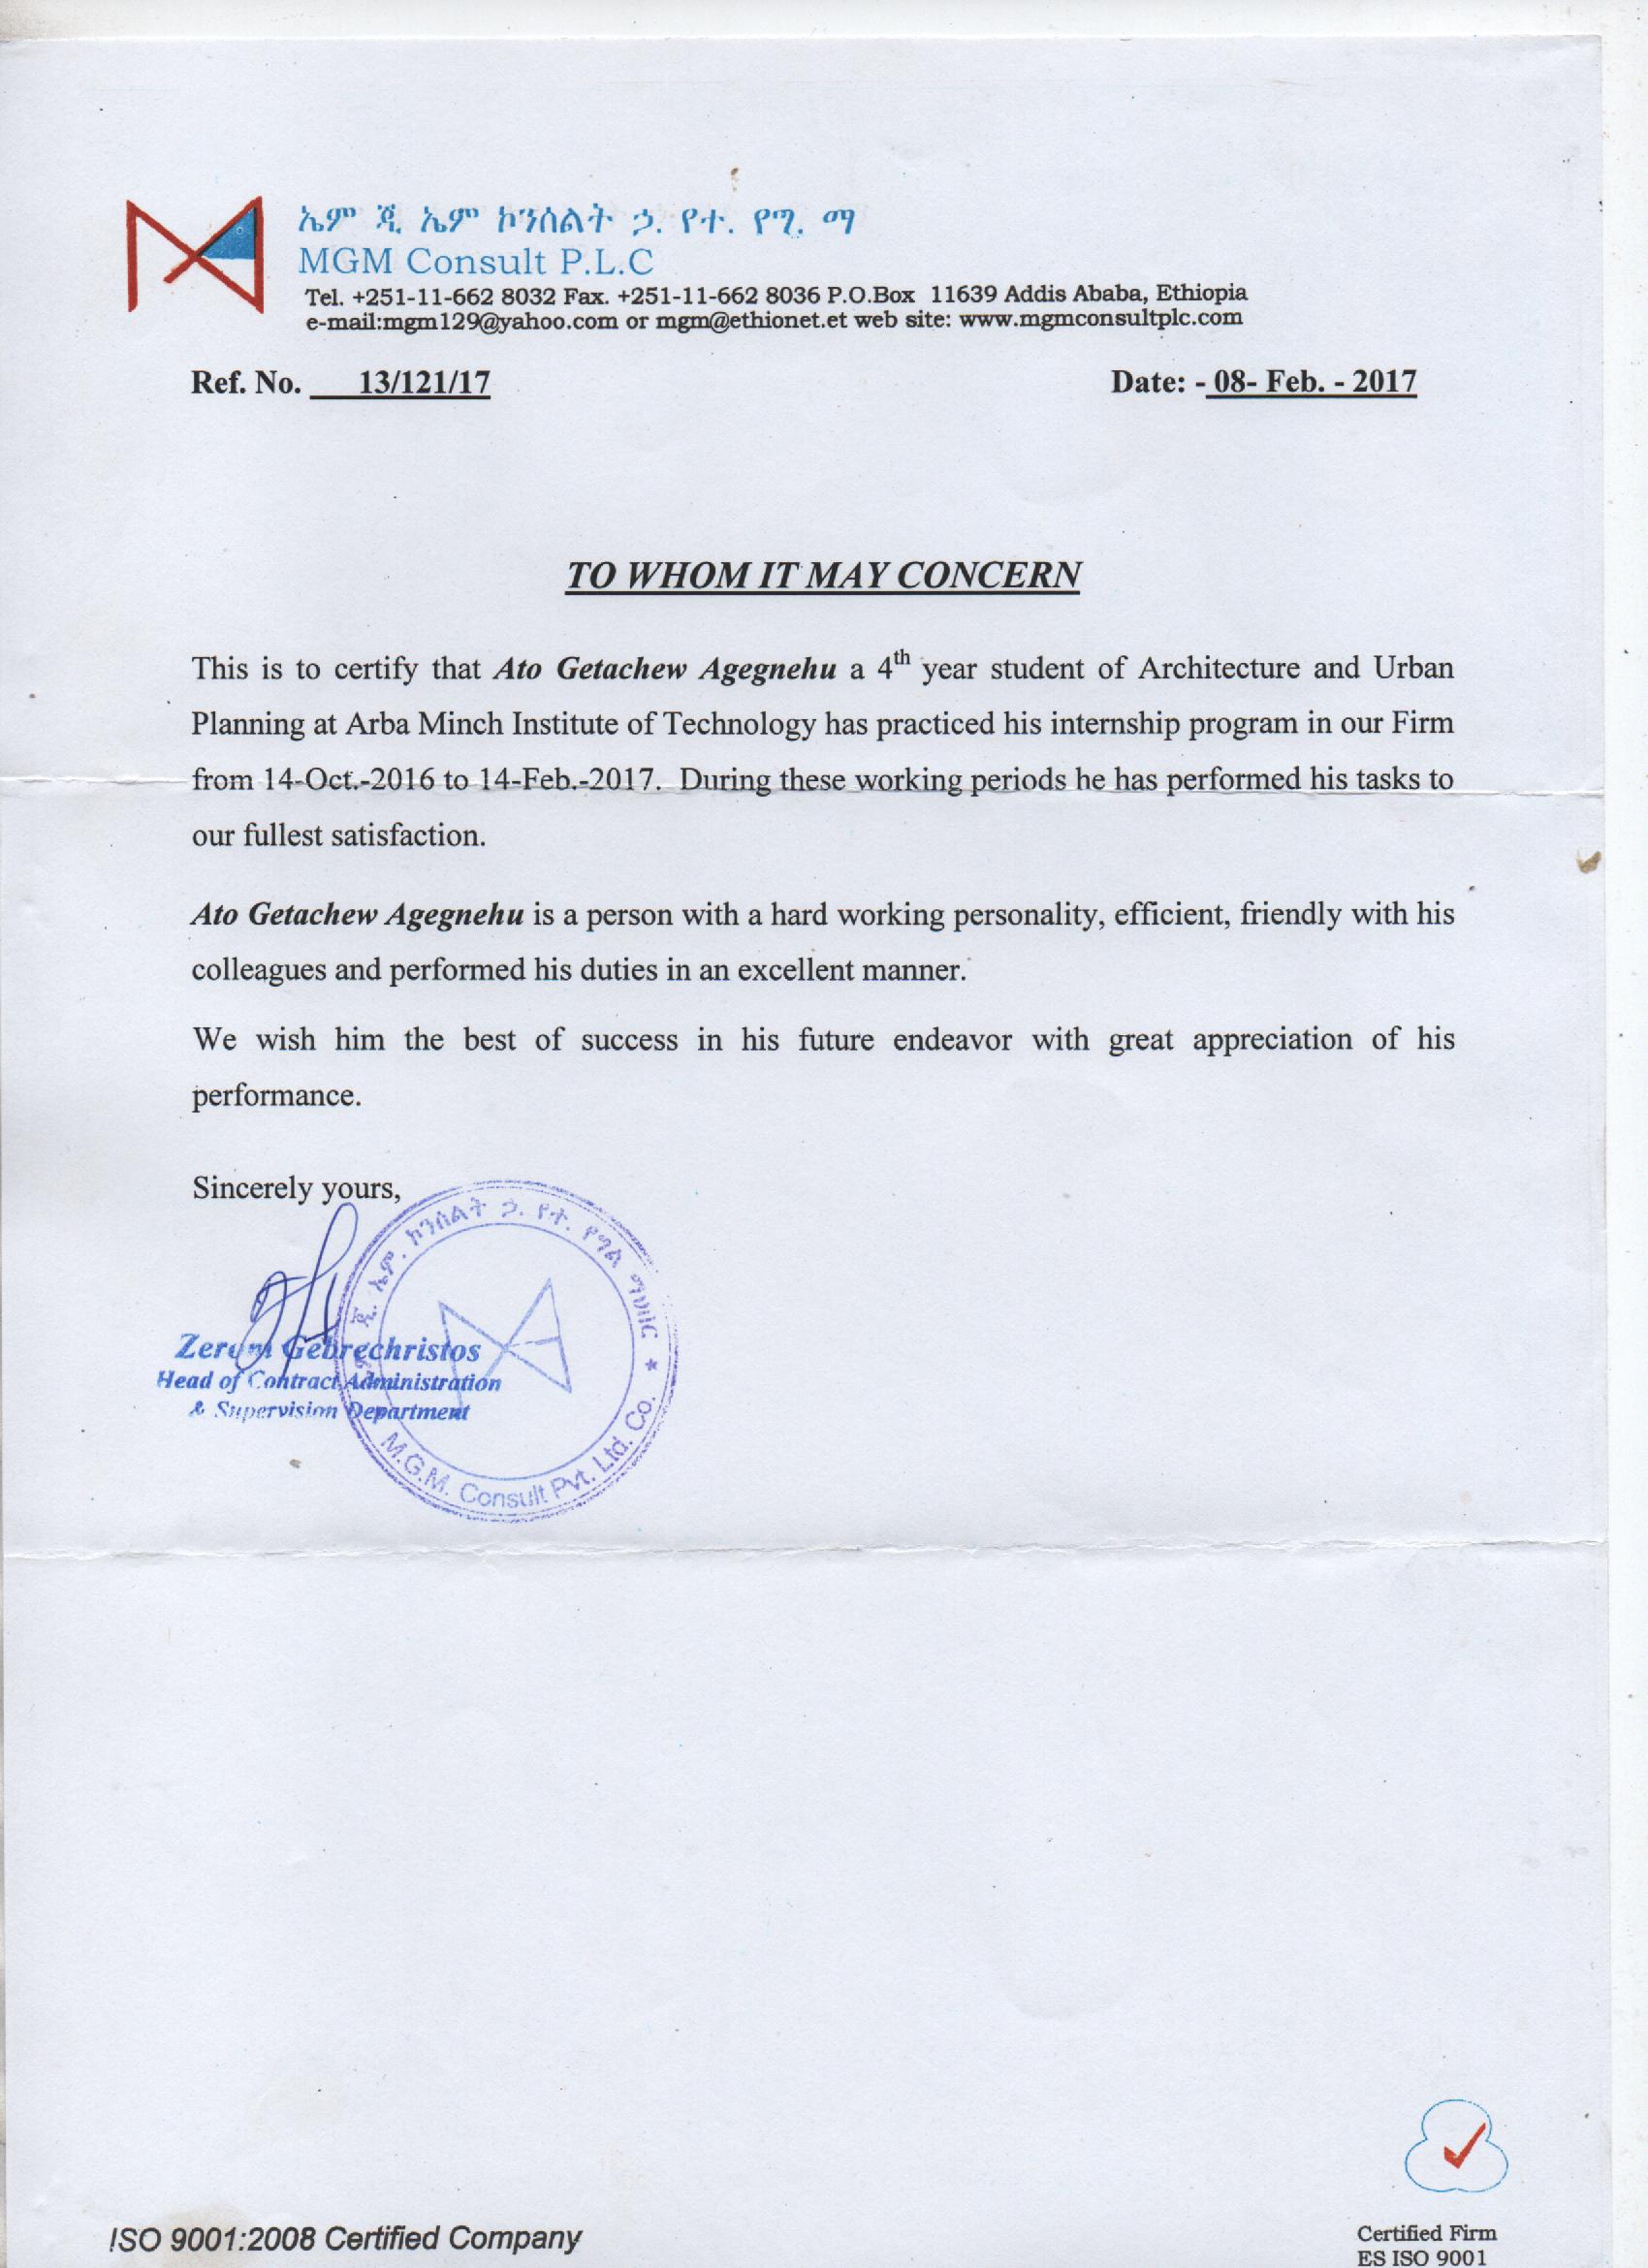 ኤም ጂ ኤም ኮንሰልት ኃ. የተ. የግ. ማ
MGM Consult P.L.C
Tel. +251-11-662 8032 Fax. +251-11-662 8036 P.O.Box 11639 Addis Ababa, Ethiopia
e-mail:mgm129@yahoo.com or mgm@ethionet.et web site: www.mgmconsultplc.com
Ref. No. 13/121/17
Date: - 08- Feb. - 2017
TO WHOM IT MAY CONCERN
This is to certify that Ato Getachew Agegnehu a 4th year student of Architecture and Urban
Planning at Arba Minch Institute of Technology has practiced his internship program in our Firm
from 14-Oct.-2016 to 14-Feb.-2017. During these working periods he has performed his tasks to
our fullest satisfaction.
Ato Getachew Agegnehu is a person with a hard working personality, efficient, friendly with his
colleagues and performed his duties in an excellent manner.
We wish him the best of success in his future endeavor with great appreciation of his
performance.
Sincerely yours,
ጂ. ኤም. ኮንሰልት ኃ. የተ. የግል ማህበር
Zerom Gebrechristos
Head of Contract Administration
& Supervision Department
M.G.M. Consult Pvt. Ltd. Co.
ISO 9001:2008 Certified Company
Certified Firm
ES ISO 9001